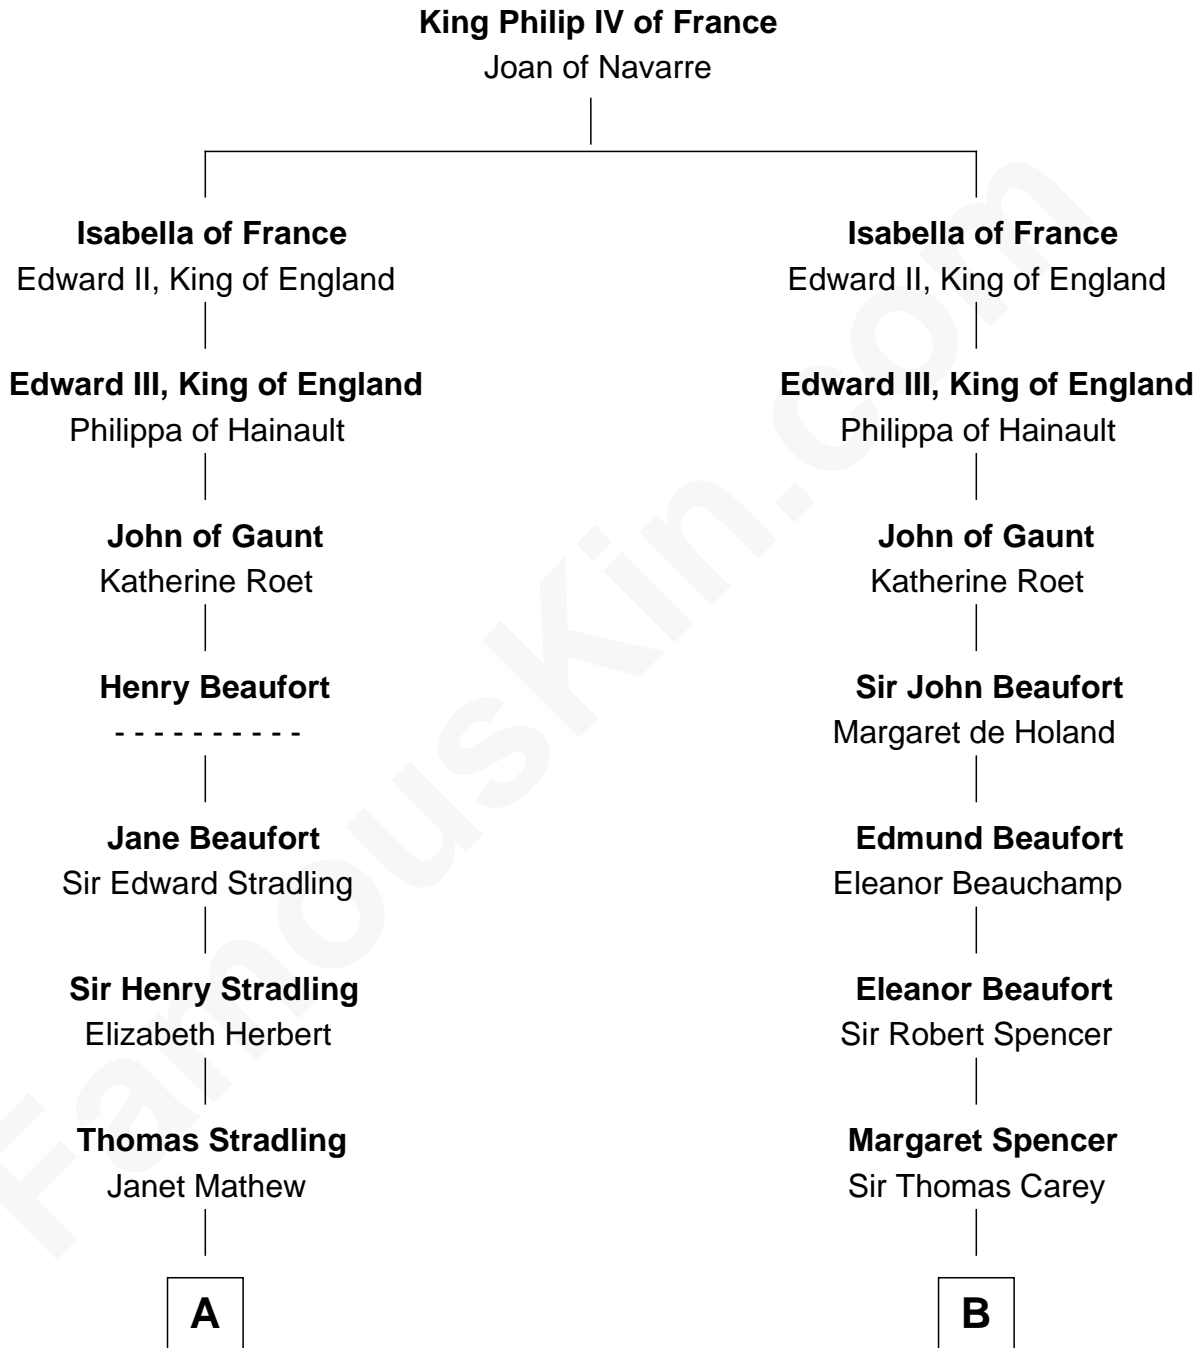 King Philip IV of France
Joan of Navarre
Isabella of France
Edward II, King of England
Isabella of France
Edward II, King of England
Edward III, King of England
Philippa of Hainault
Edward III, King of England
Philippa of Hainault
John of Gaunt
Katherine Roet
John of Gaunt
Katherine Roet
Henry Beaufort
- - - - - - - - - -
Sir John Beaufort
Margaret de Holand
Jane Beaufort
Sir Edward Stradling
Edmund Beaufort
Eleanor Beauchamp
Sir Henry Stradling
Elizabeth Herbert
Eleanor Beaufort
Sir Robert Spencer
Thomas Stradling
Janet Mathew
Margaret Spencer
Sir Thomas Carey
A
B
FamousKin.com